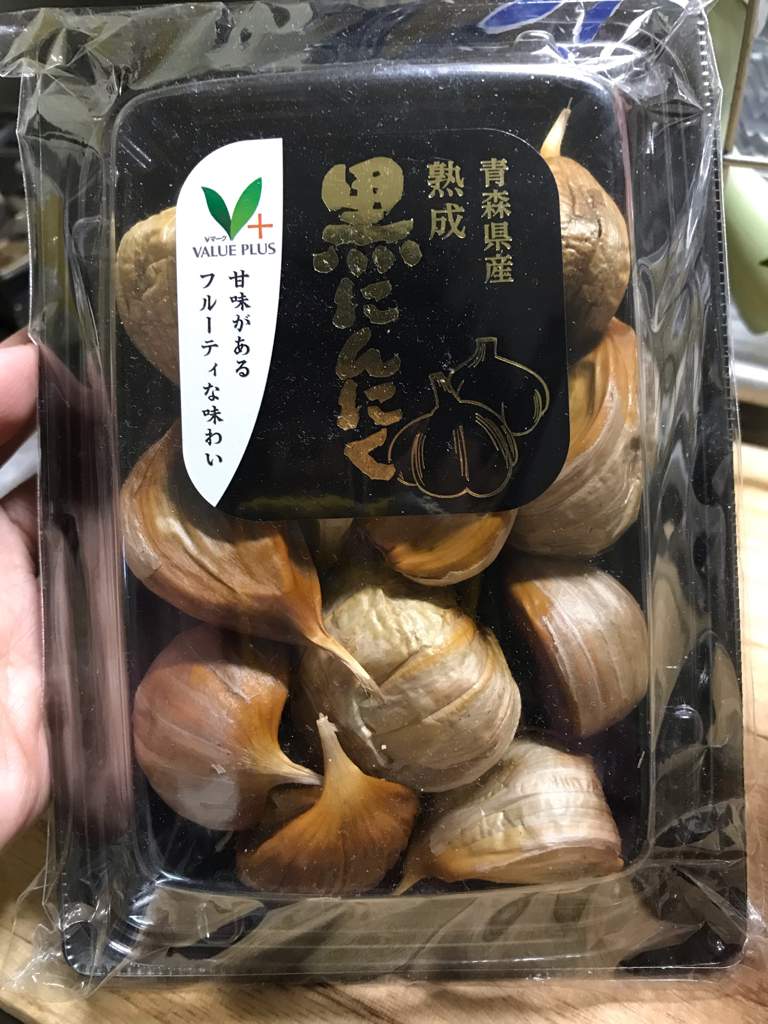 青森県産
熟成
黒にんにく
Vマーク
VALUE PLUS
甘味がある
フルーティな味わい